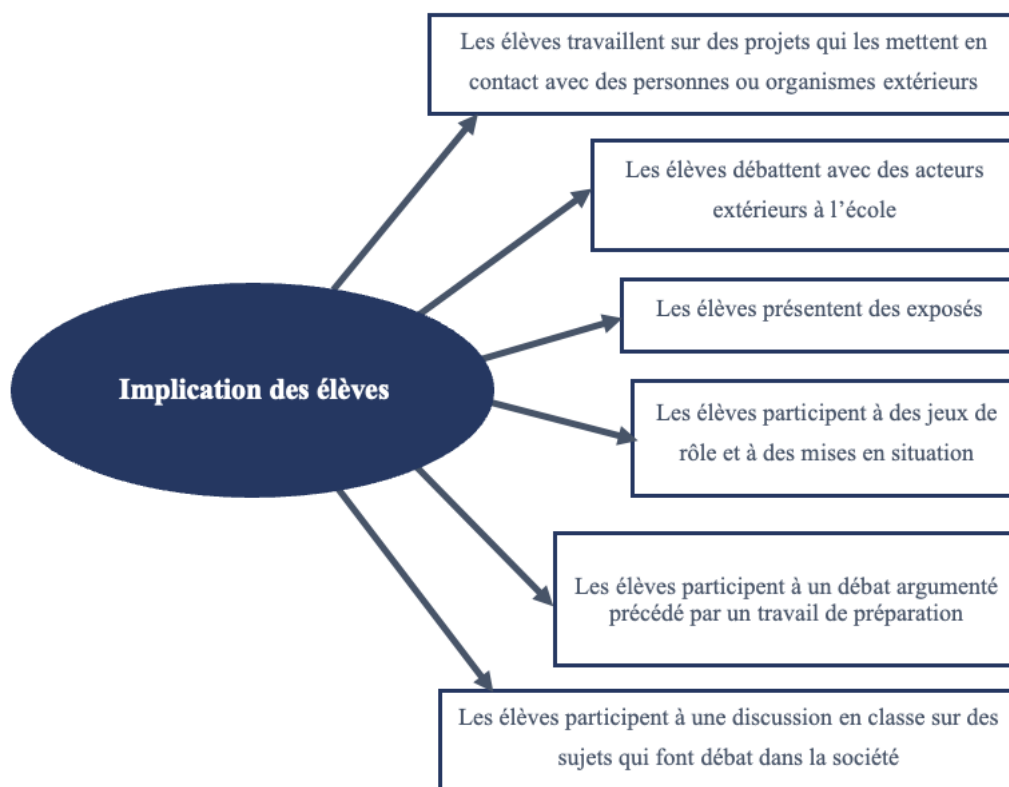 Les élèves travaillent sur des projets qui les mettent en
contact avec des personnes ou organismes extérieurs
Les élèves débattent avec des acteurs
extérieurs à l’école
Les élèves présentent des exposés
Implication des élèves
Les élèves participent à des jeux de
rôle et à des mises en situation
Les élèves participent à un débat argumenté
précédé par un travail de préparation
Les élèves participent à une discussion en classe sur des
sujets qui font débat dans la société